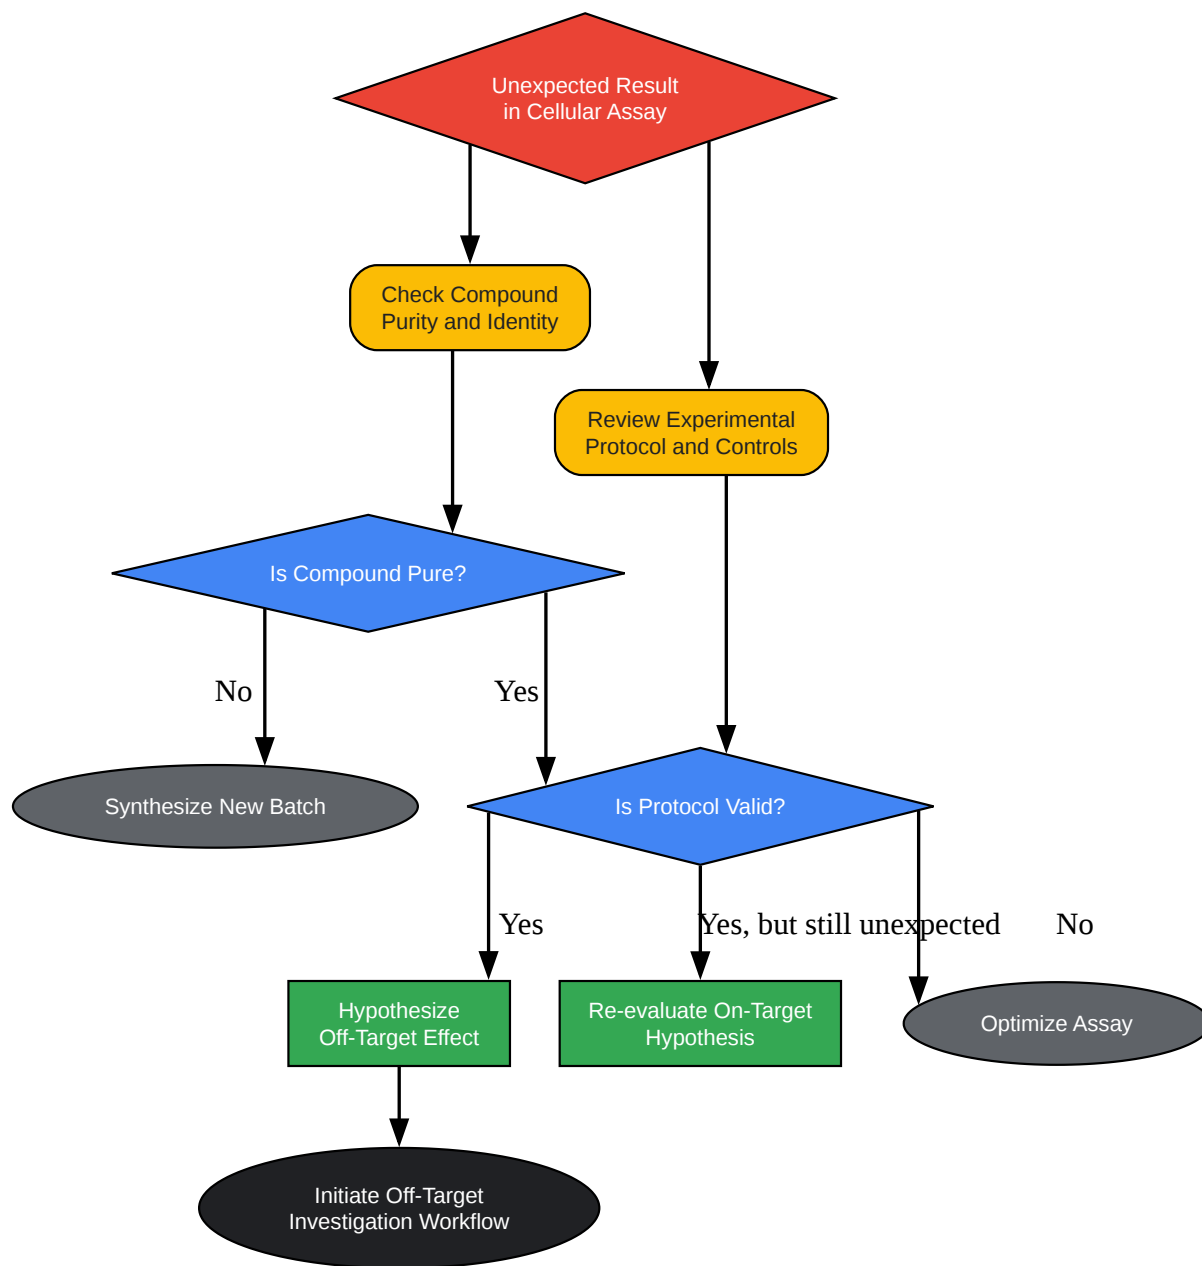 Unexpected Result
in Cellular Assay
Check Compound
Purity and Identity
Review Experimental
Protocol and Controls
Is Compound Pure?
No
Yes
Synthesize New Batch
Is Protocol Valid?
Yes
Yes, but still unexpected
No
Hypothesize
Off-Target Effect
Re-evaluate On-Target
Hypothesis
Optimize Assay
Initiate Off-Target
Investigation Workflow